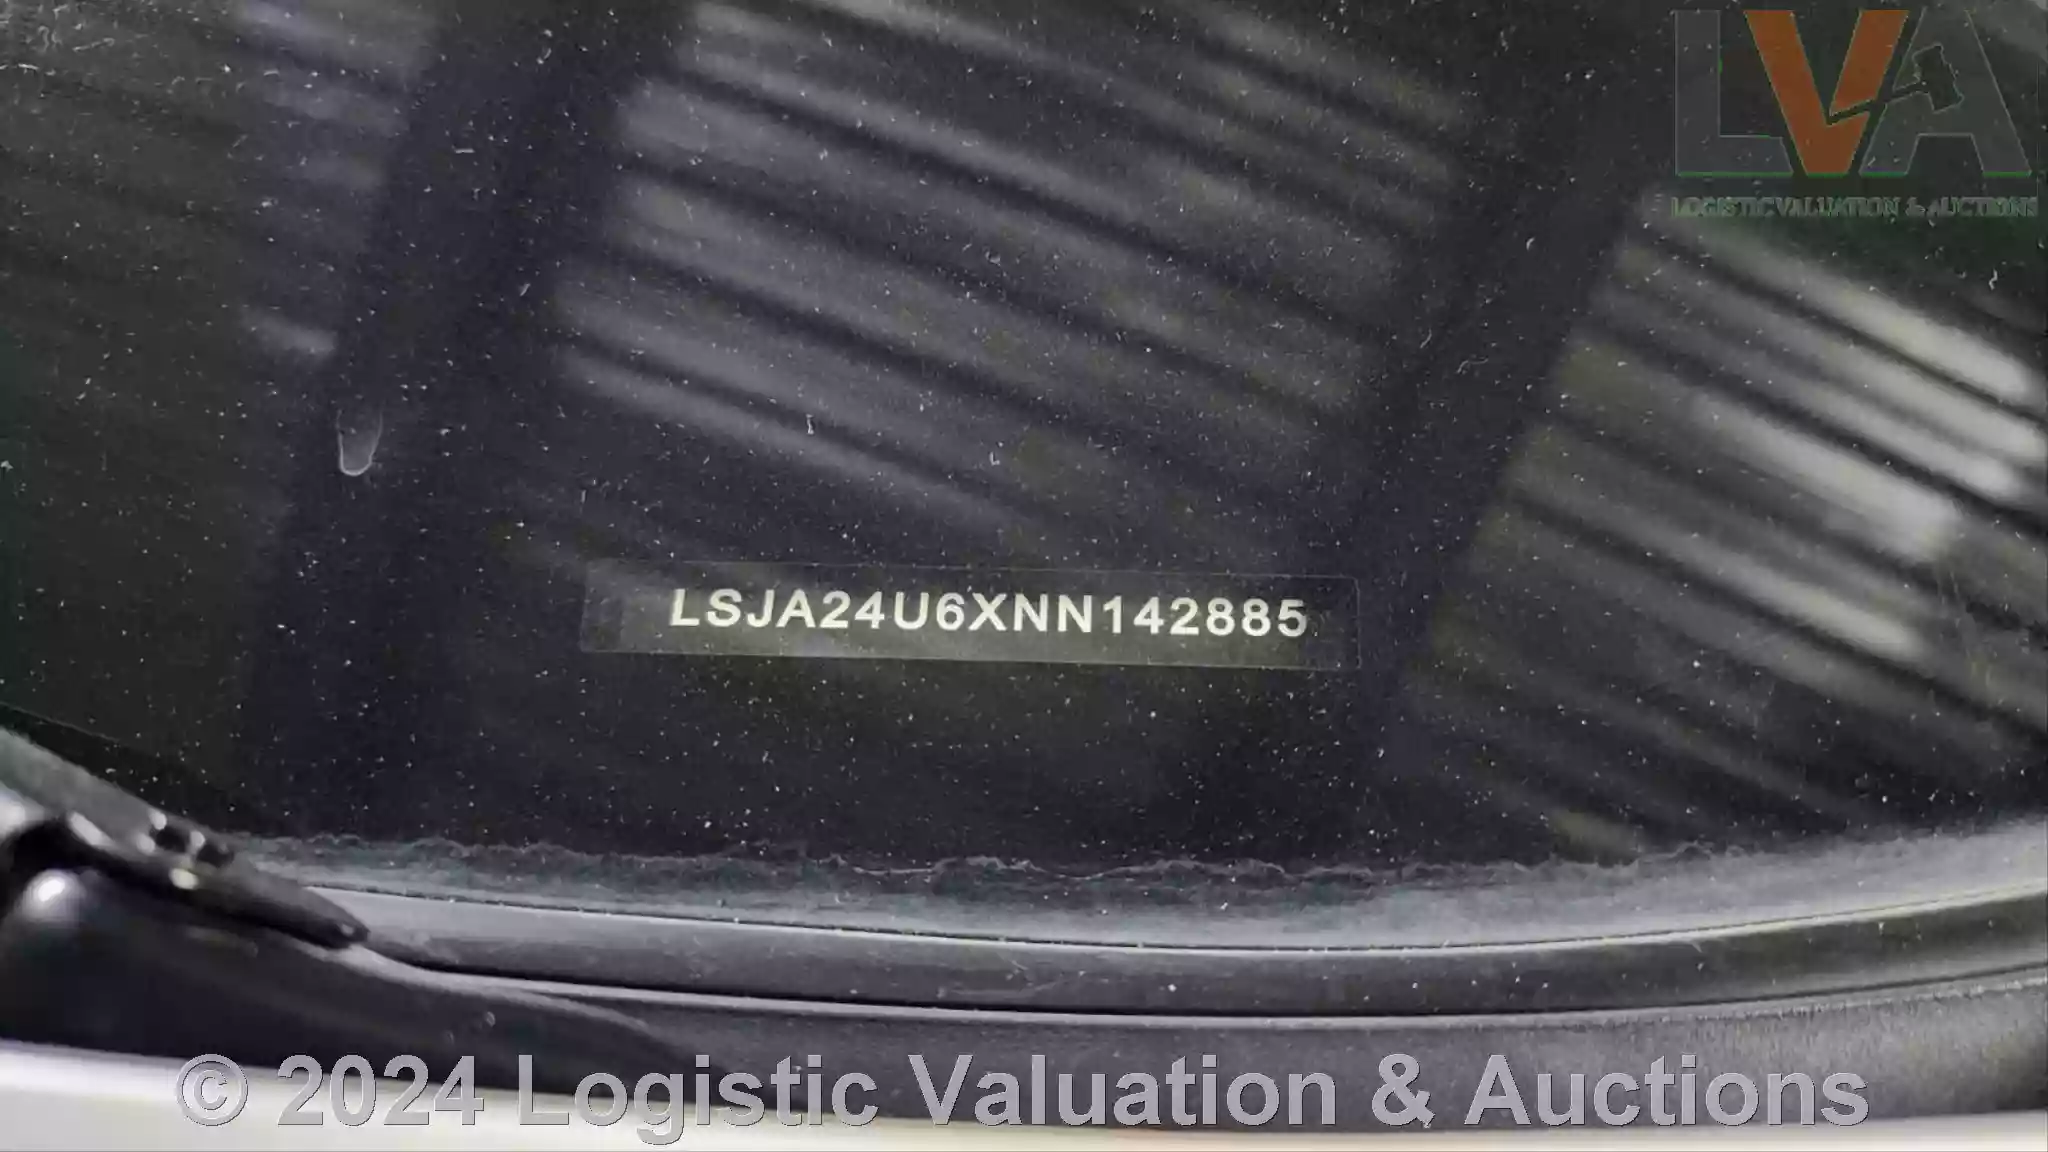 LVA
LOGISTIC VALUATION & AUCTIONS
LSJA24U6XNN142885
© 2024 Logistic Valuation & Auctions